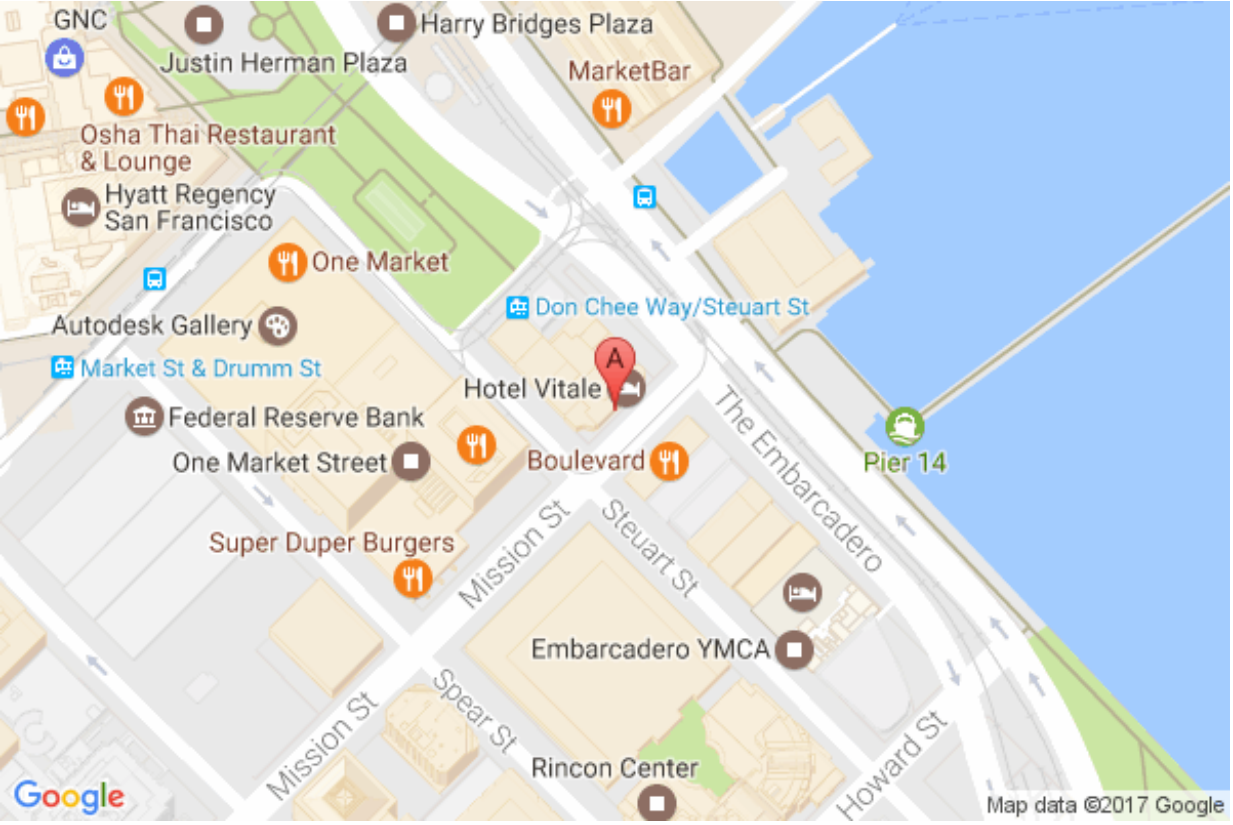 GNC
Harry Bridges Plaza
Justin Herman Plaza
MarketBar
Osha Thai Restaurant
& Lounge
Hyatt Regency
San Francisco
One Market
Don Chee Way/Steuart St
Autodesk Gallery
A
Market St & Drumm St
Hotel Vitale
Federal Reserve Bank
The Embarcadero
One Market Street
Boulevard
Pier 14
Super Duper Burgers
Mission St
Steuart St
Embarcadero YMCA
Spear St
Mission St
Rincon Center
Howard St
Google
Map data ©2017 Google